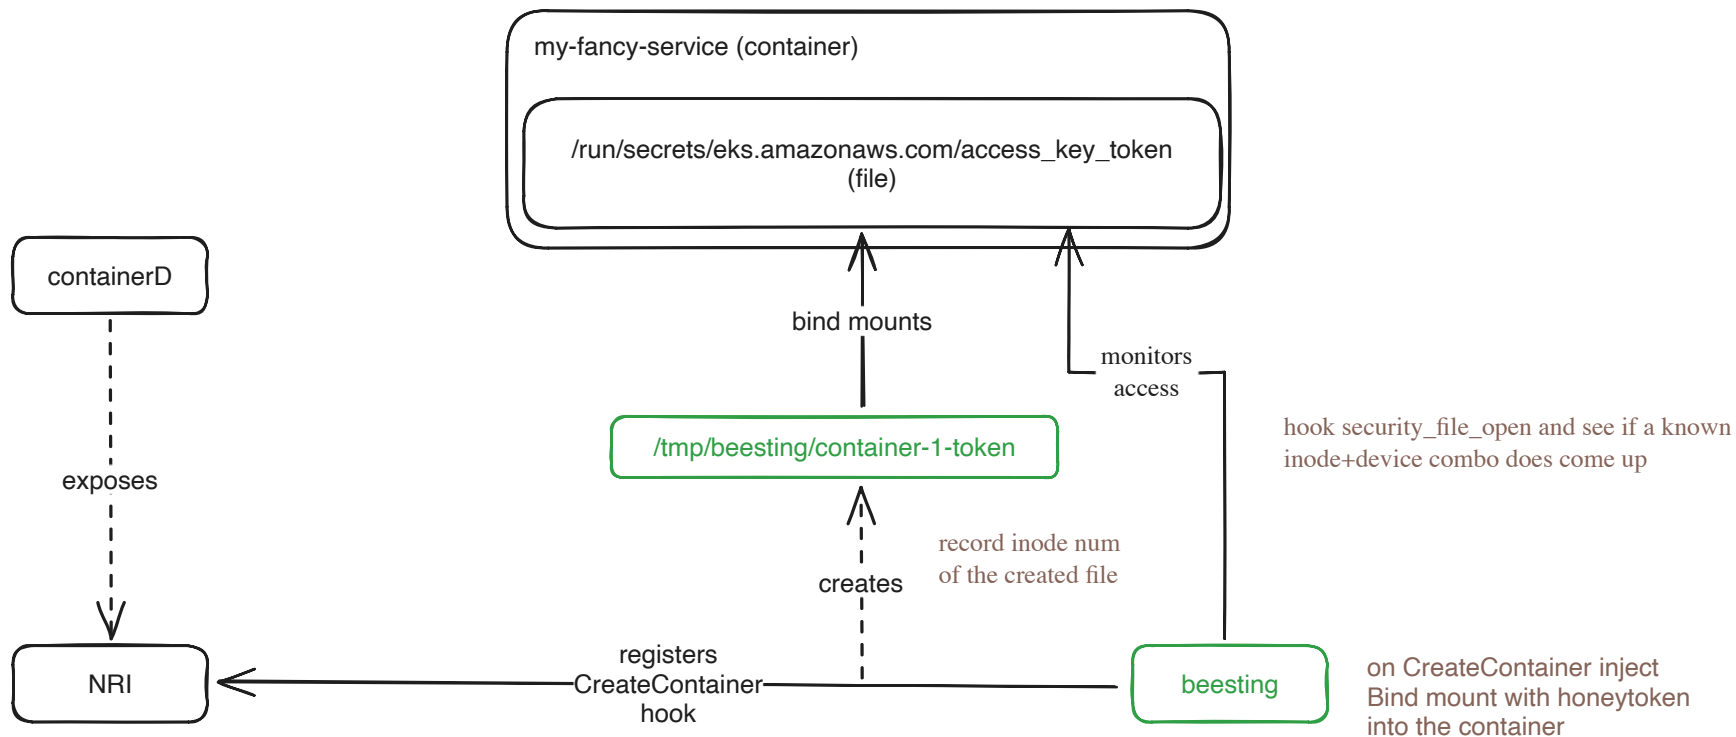 my-fancy-service (container)
/run/secrets/eks.amazonaws.com/access_key_token
(file)
containerD
bind mounts
monitors
access
/tmp/beesting/container-1-token
hook security_file_open and see if a known
inode+device combo does come up
exposes
record inode num
of the created file
creates
NRI
registers
CreateContainer
hook
beesting
on CreateContainer inject
Bind mount with honeytoken
into the container